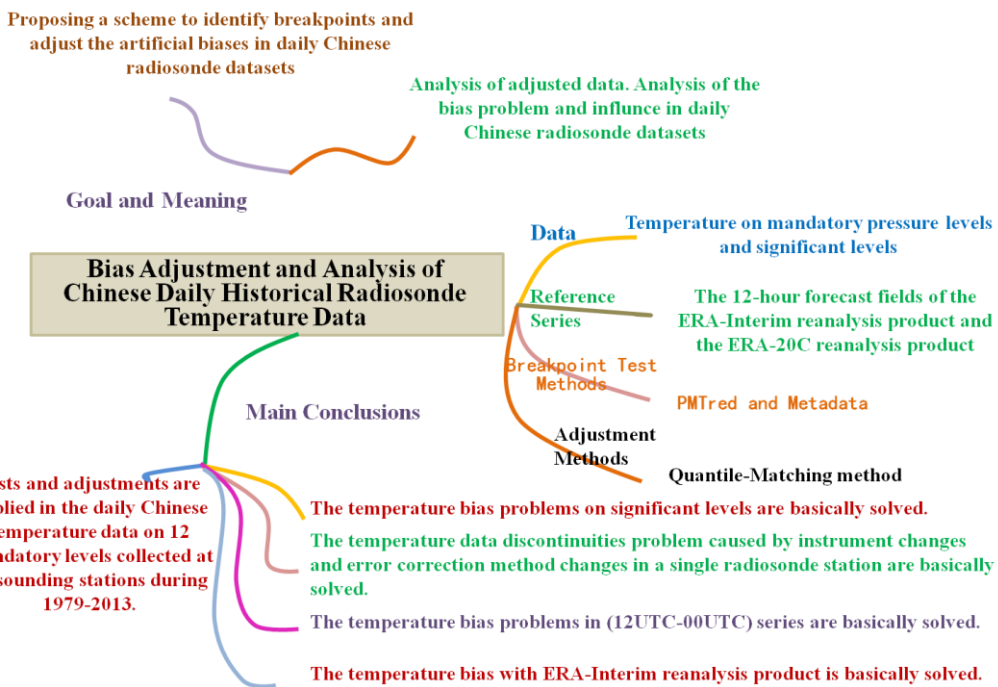 Proposing a scheme to identify breakpoints and
adjust the artificial biases in daily Chinese
radiosonde datasets
Analysis of adjusted data. Analysis of the
bias problem and influnce in daily
Chinese radiosonde datasets
Goal and Meaning
Bias Adjustment and Analysis of
Chinese Daily Historical Radiosonde
Temperature Data
Data
Temperature on mandatory pressure levels
and significant levels
Reference
Series
The 12-hour forecast fields of the
ERA-Interim reanalysis product and
the ERA-20C reanalysis product
Breakpoint Test
Methods
PMTred and Metadata
Adjustment
Methods
Quantile-Matching method
Main Conclusions
and adjustments are
in the daily Chinese
data on 12
levels collected at
sounding stations during
1979-2013.
The temperature bias problems on significant levels are basically solved.
The temperature data discontinuities problem caused by instrument changes
and error correction method changes in a single radiosonde station are basically
solved.
The temperature bias problems in (12UTC-00UTC) series are basically solved.
The temperature bias with ERA-Interim reanalysis product is basically solved.